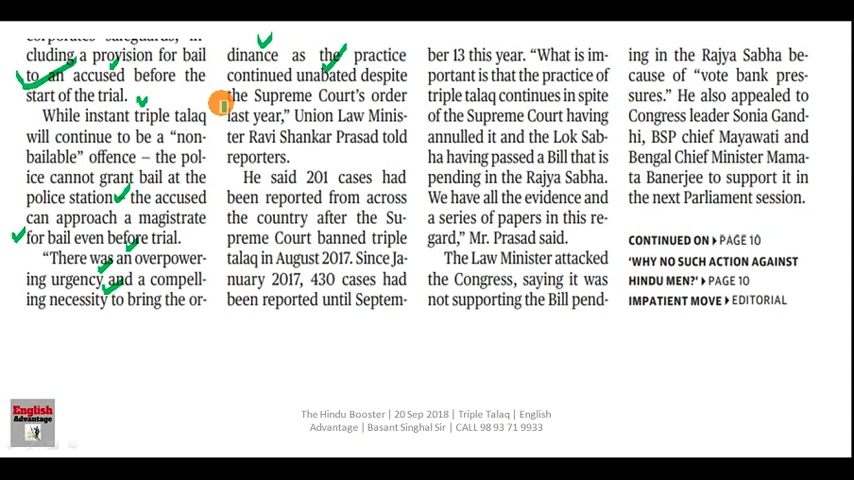 corporates safeguards, in-
cluding a provision for bail
to an accused before the
start of the trial.
While instant triple talaq
will continue to be a “non-
bailable” offence – the pol-
ice cannot grant bail at the
police station – the accused
can approach a magistrate
for bail even before trial.
“There was an overpower-
ing urgency and a compell-
ing necessity to bring the or-
dinance as the practice
continued unabated despite
the Supreme Court’s order
last year,” Union Law Minis-
ter Ravi Shankar Prasad told
reporters.
He said 201 cases had
been reported from across
the country after the Su-
preme Court banned triple
talaq in August 2017. Since Ja-
nuary 2017, 430 cases had
been reported until Septem-
ber 13 this year. “What is im-
portant is that the practice of
triple talaq continues in spite
of the Supreme Court having
annulled it and the Lok Sab-
ha having passed a Bill that is
pending in the Rajya Sabha.
We have all the evidence and
a series of papers in this re-
gard,” Mr. Prasad said.
The Law Minister attacked
the Congress, saying it was
not supporting the Bill pend-
ing in the Rajya Sabha be-
cause of “vote bank pres-
sures.” He also appealed to
Congress leader Sonia Gand-
hi, BSP chief Mayawati and
Bengal Chief Minister Mama-
ta Banerjee to support it in
the next Parliament session.
CONTINUED ON PAGE 10
‘WHY NO SUCH ACTION AGAINST
HINDU MEN?’ PAGE 10
IMPATIENT MOVE EDITORIAL
English
Advantage
The Hindu Booster | 20 Sep 2018 | Triple Talaq | English
Advantage | Basant Singhal Sir | CALL 98 93 71 9933